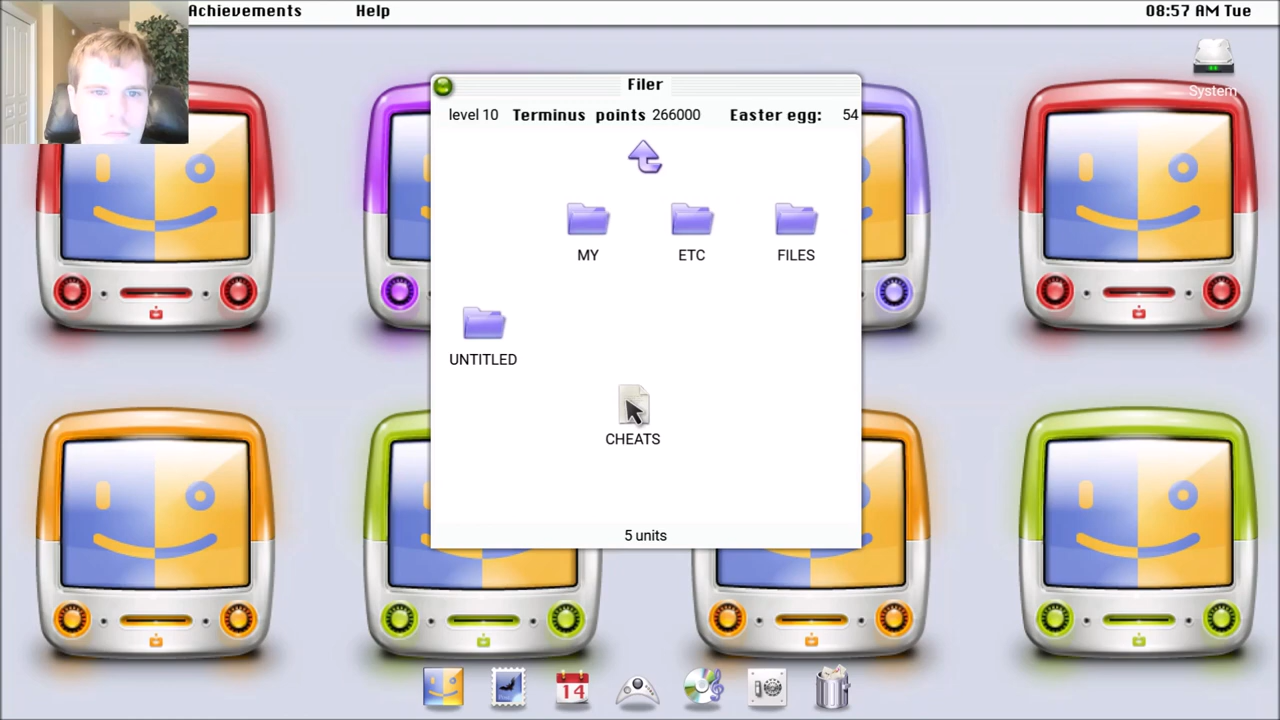 Achievements Help 08:57 AM Tue
System
Filer
level 10 Terminus points 266000 Easter egg: 54
MY ETC FILES
UNTITLED
CHEATS
5 units
14